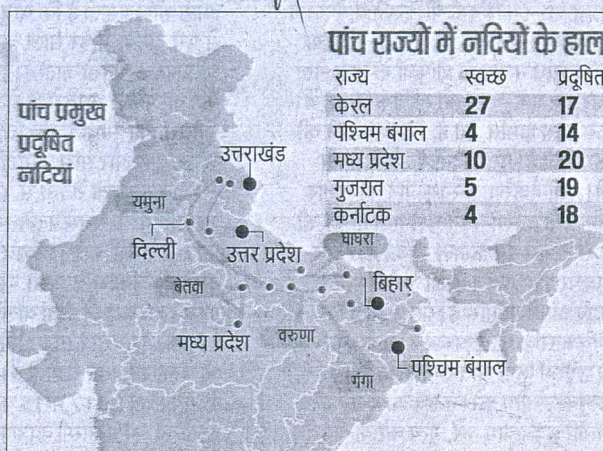 पांच राज्यों में नदियों के हाल
राज्य स्वच्छ प्रदूषित
केरल 27 17
पश्चिम बंगाल 4 14
मध्य प्रदेश 10 20
गुजरात 5 19
कर्नाटक 4 18
पांच प्रमुख
प्रदूषित
नदियां
उत्तराखंड
यमुना
दिल्ली
उत्तर प्रदेश
घाघरा
बेतवा
बिहार
मध्य प्रदेश
वरुणा
पश्चिम बंगाल
गंगा